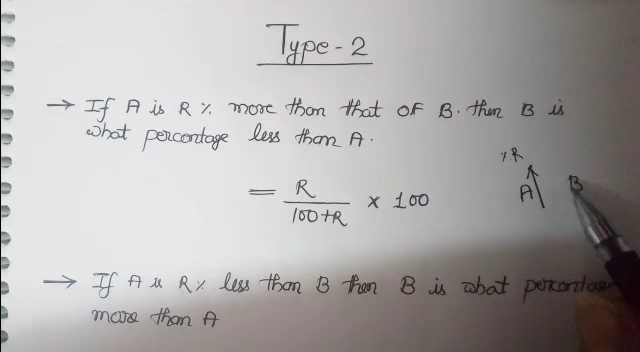 Type-2
→ If A is R % more than that OF B. then B is
what percentage less than A.
= R / 100+R × 100
% R
A
B
→ If A is R % less than B then B is what percentage
more than A